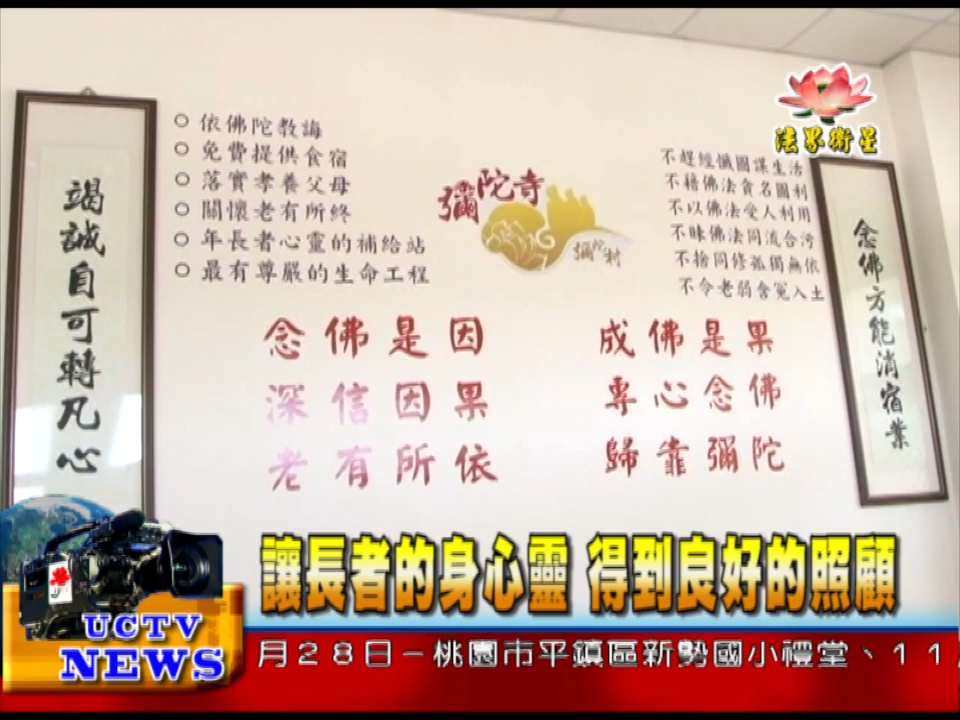 法界衛星
竭誠自可轉凡心
依佛陀教誨
免費提供食宿
落實孝養父母
關懷老有所終
年長者心靈的補給站
最有尊嚴的生命工程
彌陀寺
彌陀村
不趕經懺圖謀生活
不藉佛法貪名圖利
不以佛法受人利用
不昧佛法同流合污
不捨同修孤獨無依
不令老弱含冤入土
念佛方能消宿業
念佛是因 成佛是果
深信因果 專心念佛
老有所依 歸靠彌陀
讓長者的身心靈 得到良好的照顧
UCTV
NEWS
月28日－桃園市平鎮區新勢國小禮堂、11